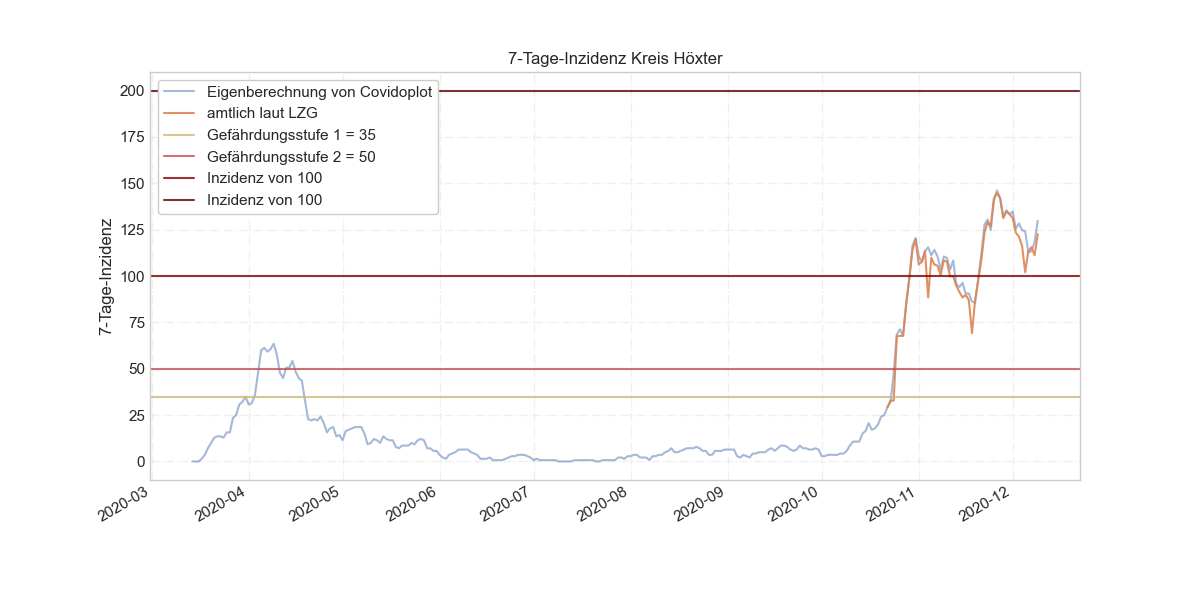 7-Tage-Inzidenz Kreis Höxter
200
175
150
125
100
75
50
25
0
7-Tage-Inzidenz
Eigenberechnung von Covidoplot
amtlich laut LZG
Gefährdungsstufe 1 = 35
Gefährdungsstufe 2 = 50
Inzidenz von 100
Inzidenz von 100
2020-03
2020-04
2020-05
2020-06
2020-07
2020-08
2020-09
2020-10
2020-11
2020-12